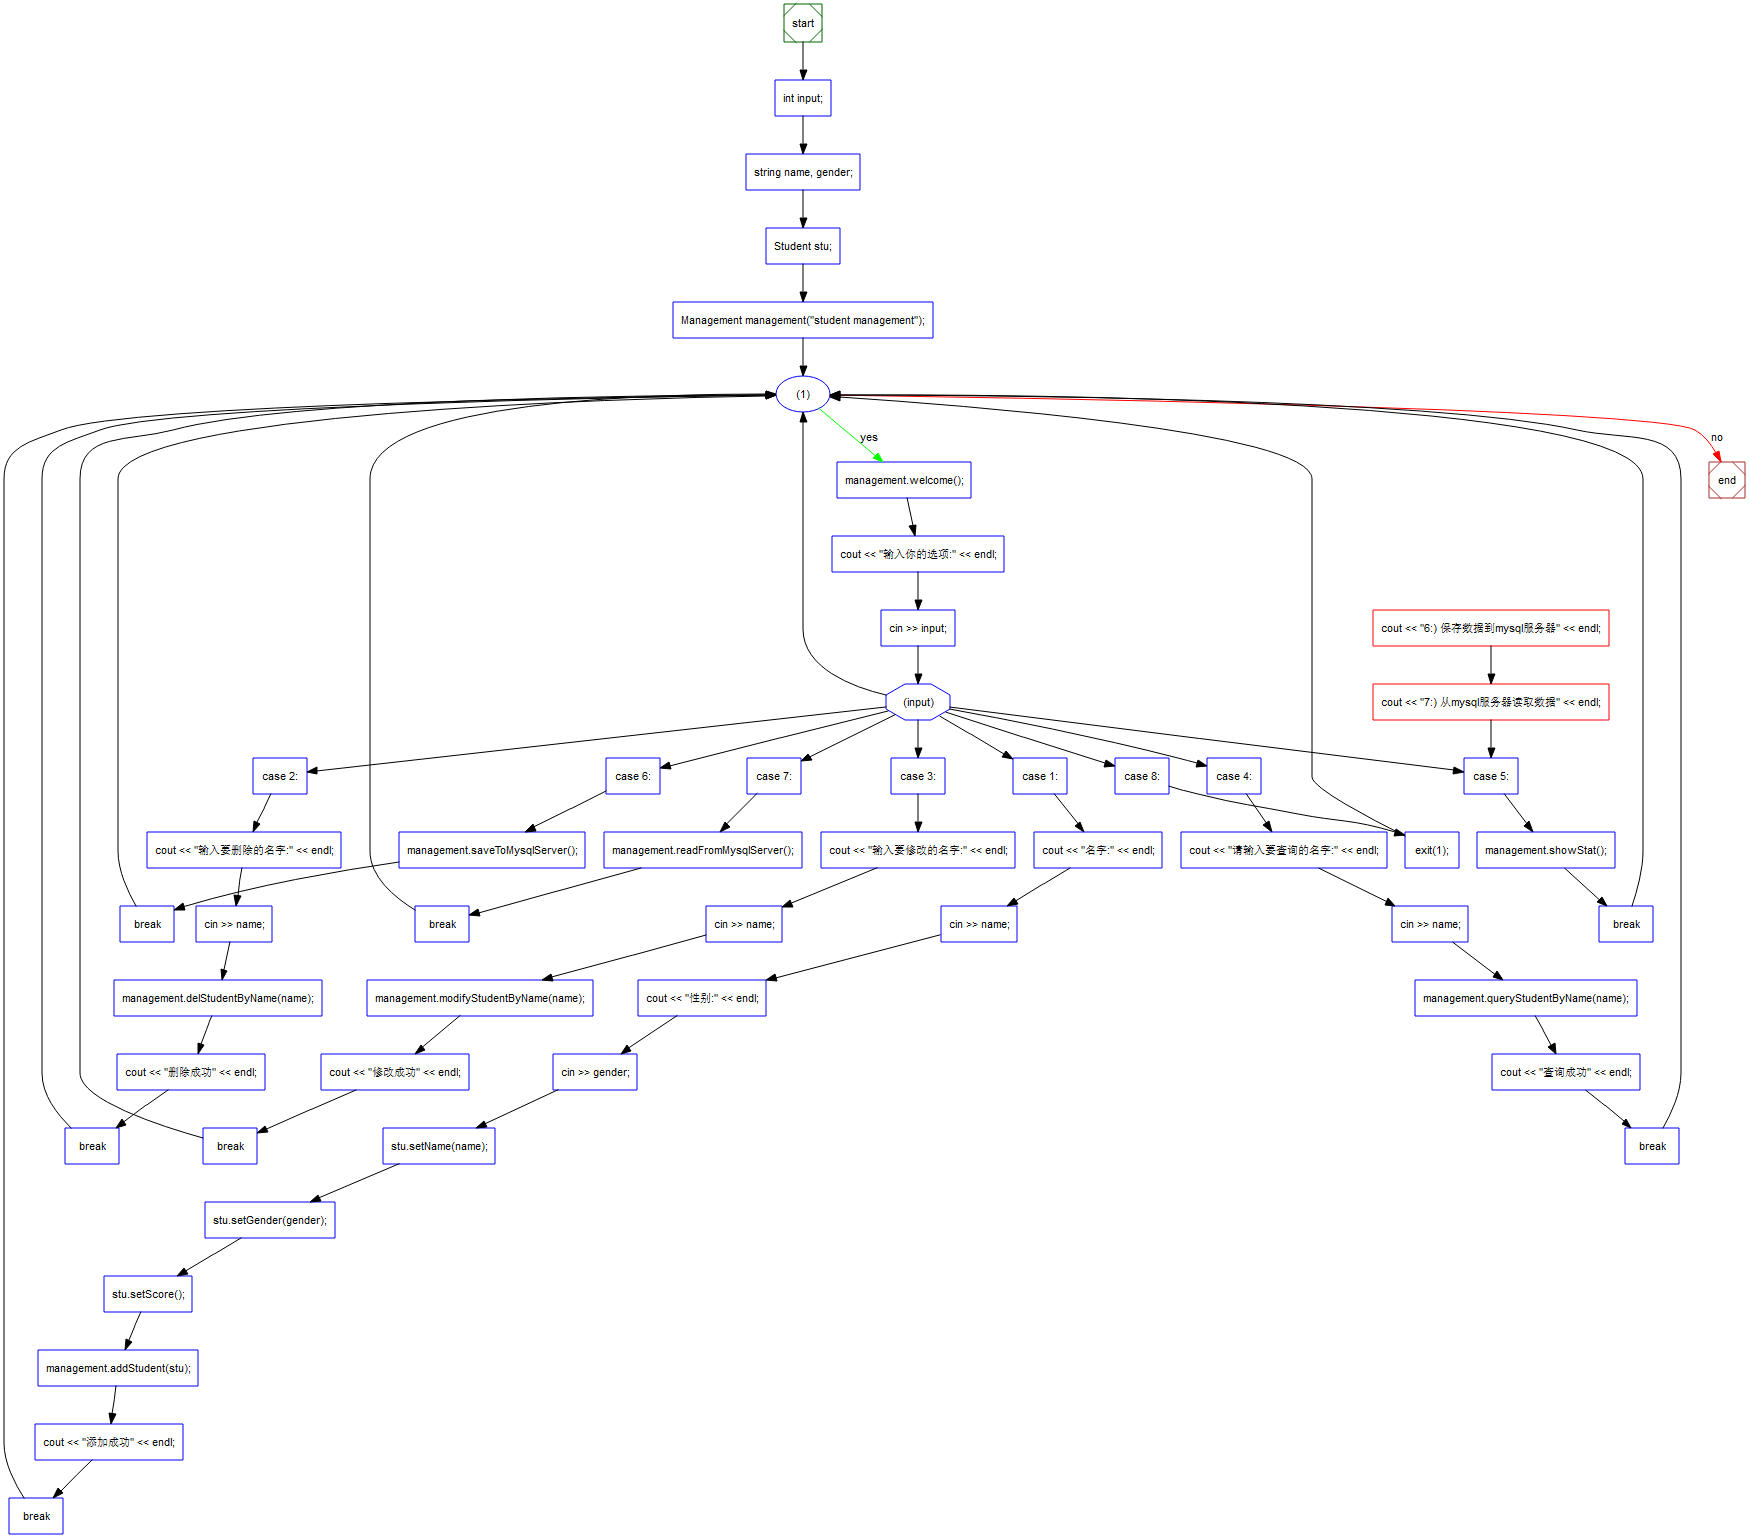 start
int input;
string name, gender;
Student stu;
Management management("student management");
(1)
yes
no
management.welcome();
end
cout << "输入你的选项:" << endl;
cin >> input;
cout << "6:) 保存数据到mysql服务器" << endl;
(input)
cout << "7:) 从mysql服务器读取数据" << endl;
case 2:
case 6:
case 7:
case 3:
case 1:
case 8:
case 4:
case 5:
cout << "输入要删除的名字:" << endl;
management.saveToMysqlServer();
management.readFromMysqlServer();
cout << "输入要修改的名字:" << endl;
cout << "名字:" << endl;
cout << "请输入要查询的名字:" << endl;
exit(1);
management.showStat();
break
cin >> name;
break
cin >> name;
cin >> name;
cin >> name;
break
management.delStudentByName(name);
management.modifyStudentByName(name);
cout << "性别:" << endl;
management.queryStudentByName(name);
cout << "删除成功" << endl;
cout << "修改成功" << endl;
cin >> gender;
cout << "查询成功" << endl;
break
break
stu.setName(name);
break
stu.setGender(gender);
stu.setScore();
management.addStudent(stu);
cout << "添加成功" << endl;
break